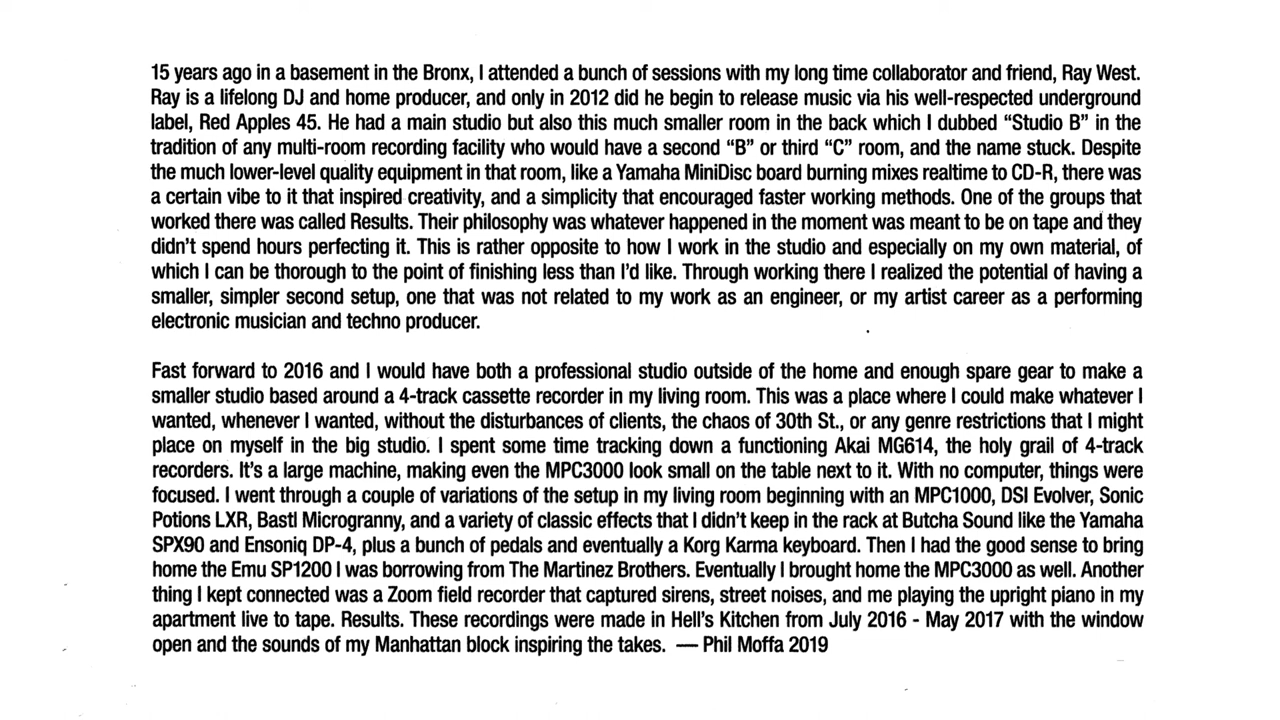 15 years ago in a basement in the Bronx, I attended a bunch of sessions with my long time collaborator and friend, Ray West.
Ray is a lifelong DJ and home producer, and only in 2012 did he begin to release music via his well-respected underground
label, Red Apples 45. He had a main studio but also this much smaller room in the back which I dubbed “Studio B” in the
tradition of any multi-room recording facility who would have a second “B” or third “C” room, and the name stuck. Despite
the much lower-level quality equipment in that room, like a Yamaha MiniDisc board burning mixes realtime to CD-R, there was
a certain vibe to it that inspired creativity, and a simplicity that encouraged faster working methods. One of the groups that
worked there was called Results. Their philosophy was whatever happened in the moment was meant to be on tape and they
didn’t spend hours perfecting it. This is rather opposite to how I work in the studio and especially on my own material, of
which I can be thorough to the point of finishing less than I’d like. Through working there I realized the potential of having a
smaller, simpler second setup, one that was not related to my work as an engineer, or my artist career as a performing
electronic musician and techno producer.
Fast forward to 2016 and I would have both a professional studio outside of the home and enough spare gear to make a
smaller studio based around a 4-track cassette recorder in my living room. This was a place where I could make whatever I
wanted, whenever I wanted, without the disturbances of clients, the chaos of 30th St., or any genre restrictions that I might
place on myself in the big studio. I spent some time tracking down a functioning Akai MG614, the holy grail of 4-track
recorders. It’s a large machine, making even the MPC3000 look small on the table next to it. With no computer, things were
focused. I went through a couple of variations of the setup in my living room beginning with an MPC1000, DSI Evolver, Sonic
Potions LXR, Bastl Microgranny, and a variety of classic effects that I didn’t keep in the rack at Butcha Sound like the Yamaha
SPX90 and Ensoniq DP-4, plus a bunch of pedals and eventually a Korg Karma keyboard. Then I had the good sense to bring
home the Emu SP1200 I was borrowing from The Martinez Brothers. Eventually I brought home the MPC3000 as well. Another
thing I kept connected was a Zoom field recorder that captured sirens, street noises, and me playing the upright piano in my
apartment live to tape. Results. These recordings were made in Hell’s Kitchen from July 2016 - May 2017 with the window
open and the sounds of my Manhattan block inspiring the takes. — Phil Moffa 2019